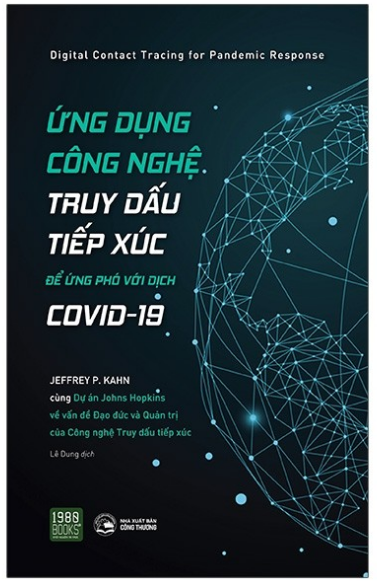 Digital Contact Tracing for Pandemic Response
ỨNG DỤNG
CÔNG NGHỆ
TRUY DẤU
TIẾP XÚC
ĐỂ ỨNG PHÓ VỚI DỊCH
COVID-19
JEFFREY P. KAHN
cùng Dự án Johns Hopkins
về vấn đề Đạo đức và Quản trị
của Công nghệ Truy dấu tiếp xúc
Lê Dung dịch
1980
BOOKS
NHÀ XUẤT BẢN
CÔNG THƯƠNG